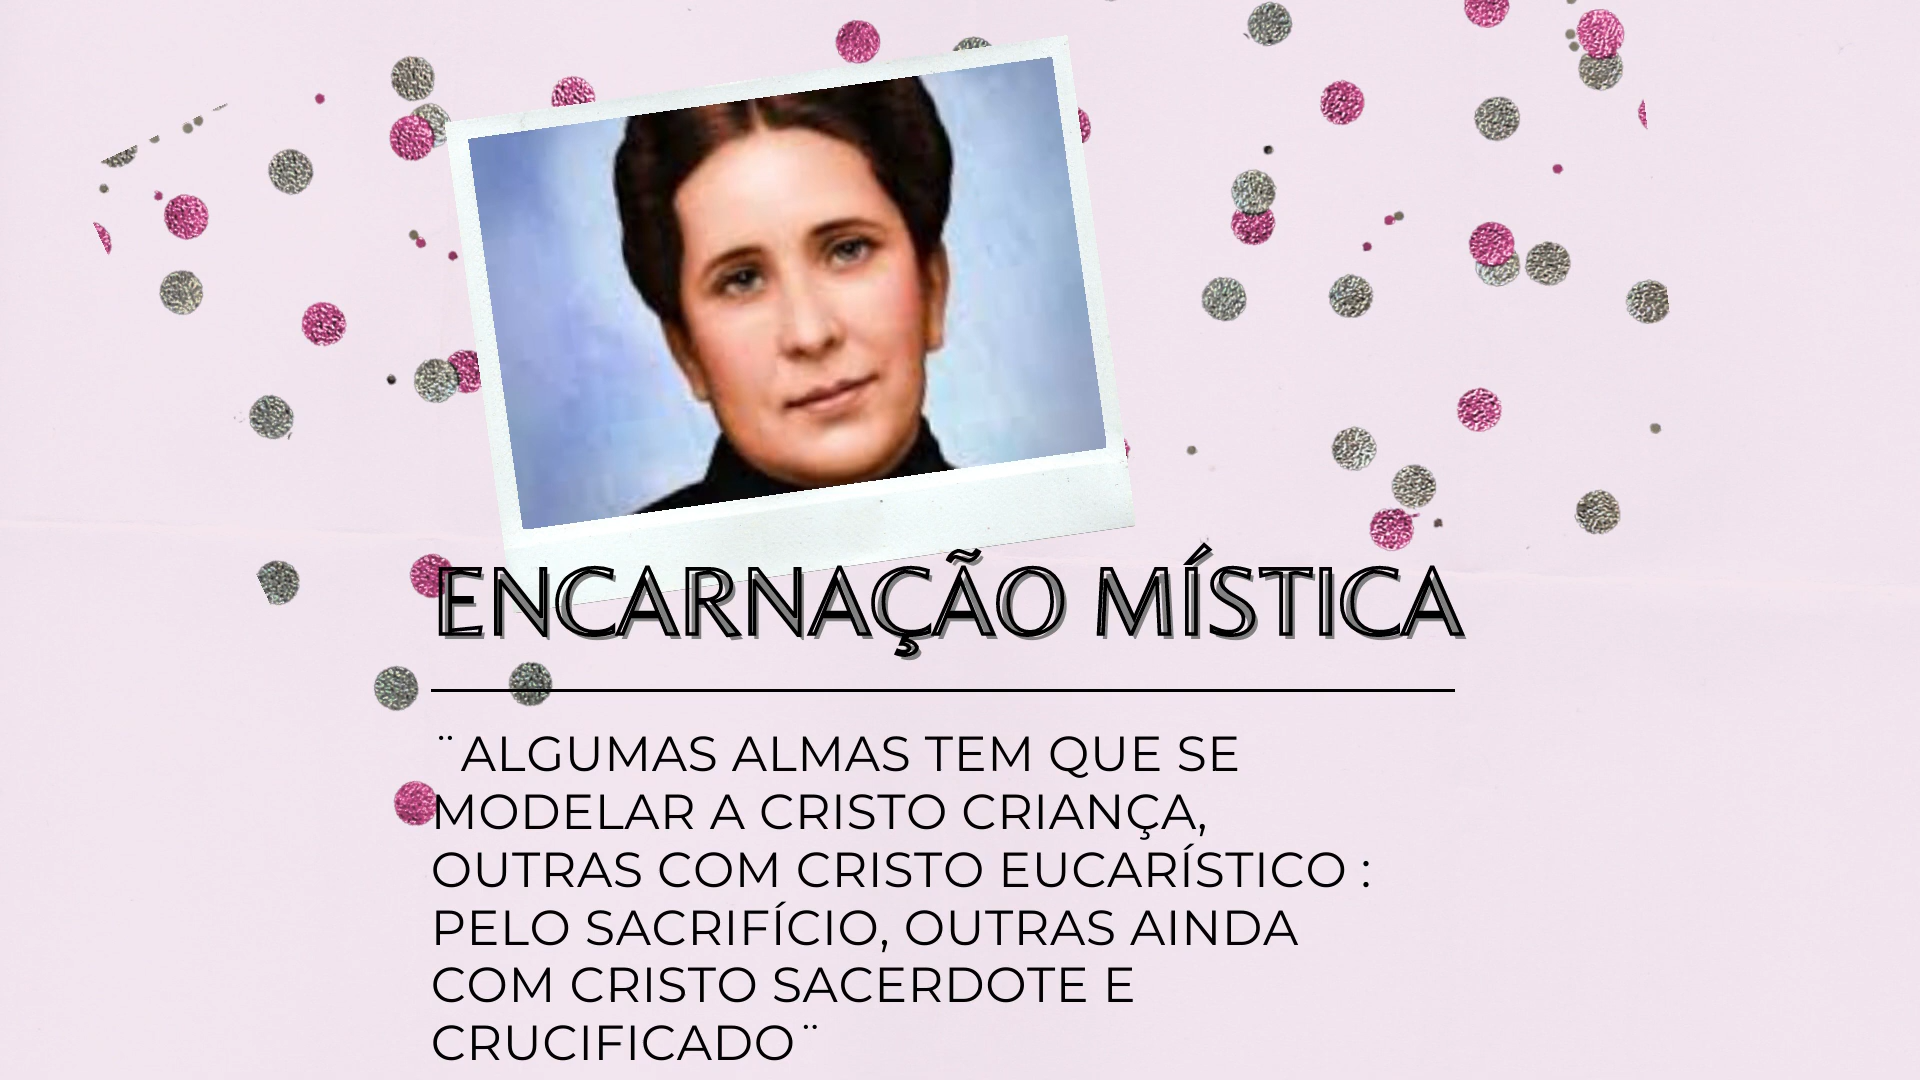 ENCARNAÇÃO MÍSTICA
¨ALGUMAS ALMAS TEM QUE SE
MODELAR A CRISTO CRIANÇA,
OUTRAS COM CRISTO EUCARÍSTICO :
PELO SACRIFÍCIO, OUTRAS AINDA
COM CRISTO SACERDOTE E
CRUCIFICADO¨